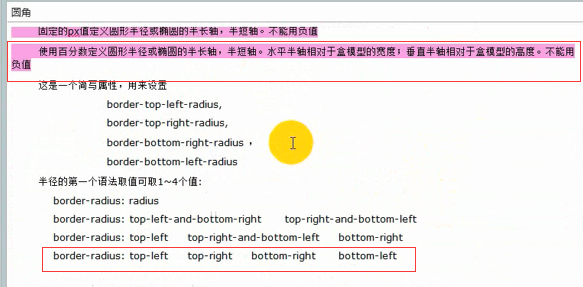 圆角
固定的px值定义圆形半径或椭圆的半长轴，半短轴。不能用负值
使用百分数定义圆形半径或椭圆的半长轴，半短轴。水平半轴相对于盒模型的宽度；垂直半轴相对于盒模型的高度。不能用
负值
这是一个简写属性，用来设置
border-top-left-radius,
border-top-right-radius,
border-bottom-right-radius ,
border-bottom-left-radius
半径的第一个语法取值可取1~4个值:
border-radius: radius
border-radius: top-left-and-bottom-right top-right-and-bottom-left
border-radius: top-left top-right-and-bottom-left bottom-right
border-radius: top-left top-right bottom-right bottom-left